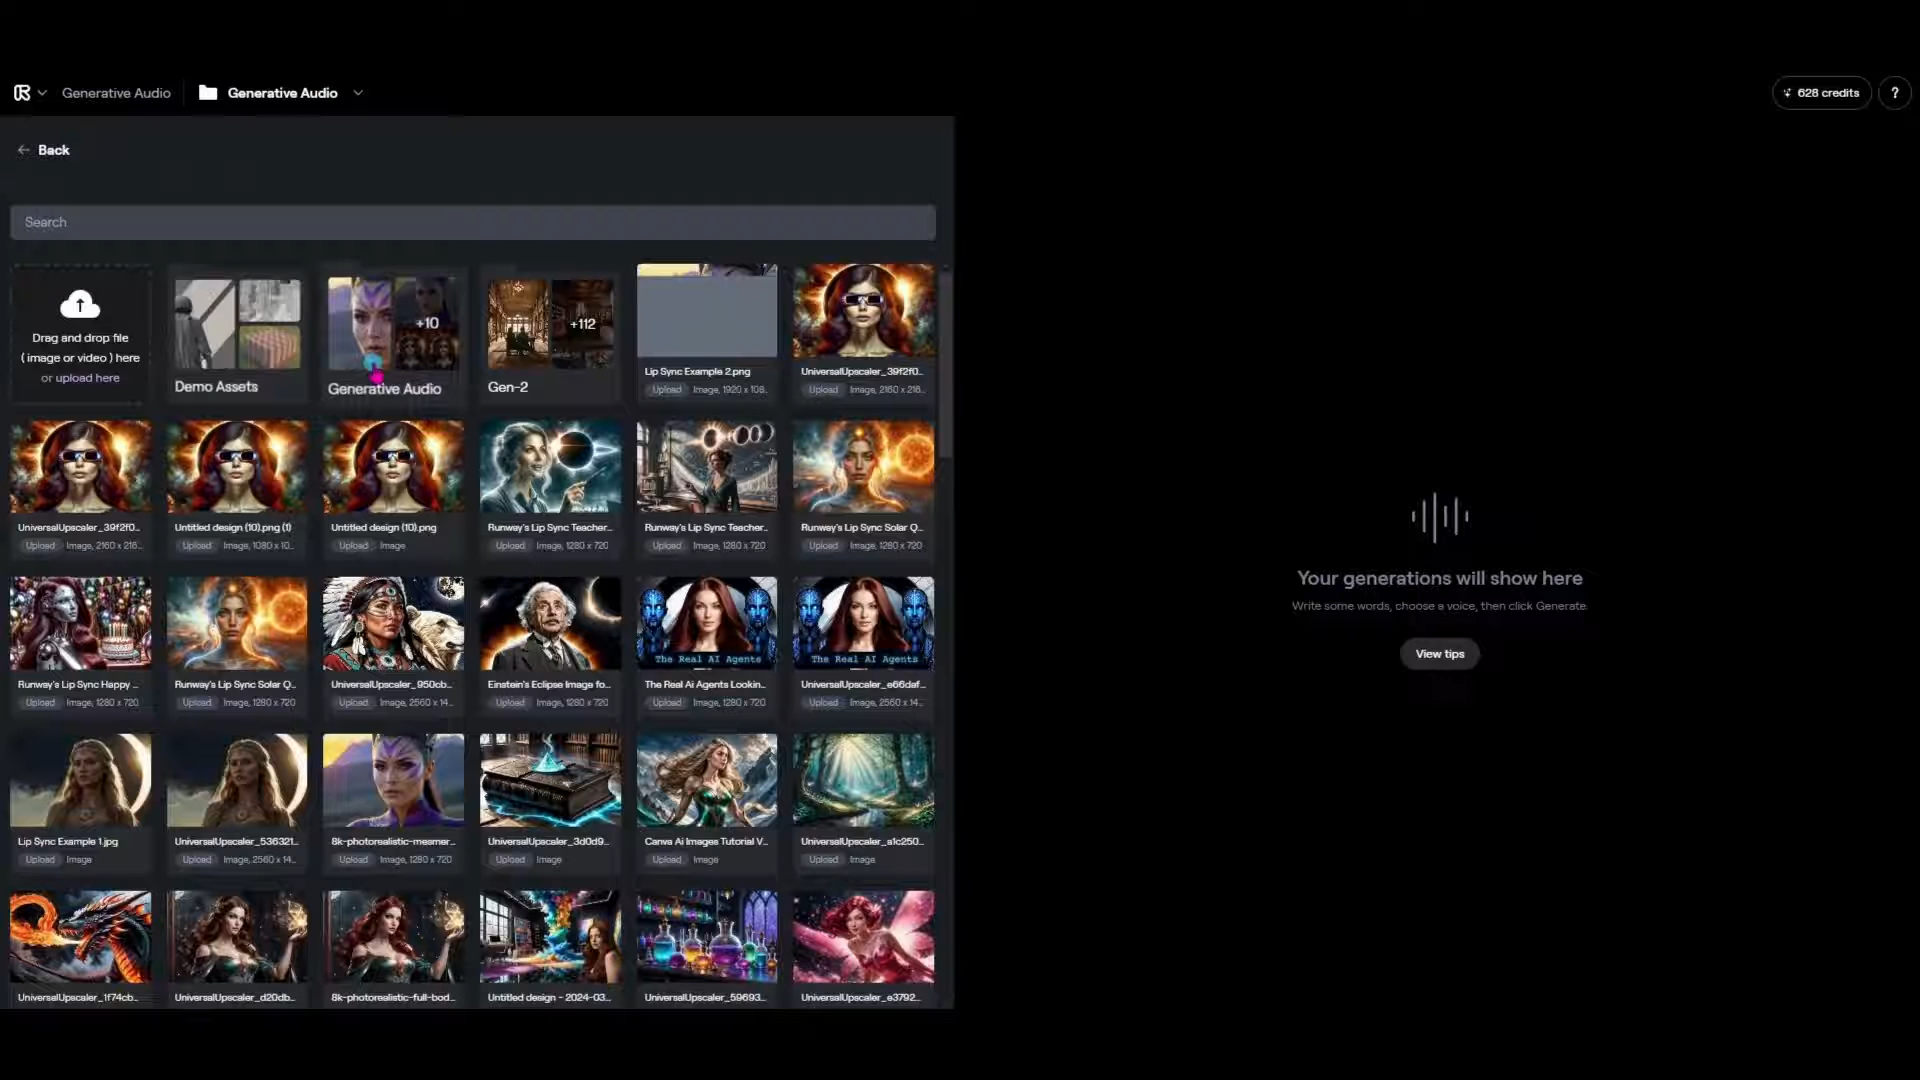 Generative Audio
Generative Audio
628 credits
?
Back
Search
Drag and drop file
( image or video ) here
or upload here
Demo Assets
+10
Generative Audio
+112
Gen-2
Lip Sync Example 2.png
Upload Image, 1920 x 108...
UniversalUpscaler_39f2f0...
Upload Image, 2160 x 216...
UniversalUpscaler_39f2f0...
Upload Image, 2160 x 216...
Untitled design (10).png (1)
Upload Image, 1080 x 10...
Untitled design (10).png
Upload Image
Runway's Lip Sync Teacher...
Upload Image, 1280 x 720
Runway's Lip Sync Teacher...
Upload Image, 1280 x 720
Runway's Lip Sync Solar Q...
Upload Image, 1280 x 720
Runway's Lip Sync Happy ...
Upload Image, 1280 x 720
Runway's Lip Sync Solar Q...
Upload Image, 1280 x 720
UniversalUpscaler_950cb...
Upload Image, 2560 x 14...
Einstein's Eclipse Image fo...
Upload Image, 1280 x 720
The Real AI Agents
The Real Ai Agents Lookin...
Upload Image, 1280 x 720
The Real AI Agents
UniversalUpscaler_e66daf...
Upload Image, 2560 x 14...
Lip Sync Example 1.jpg
Upload Image
UniversalUpscaler_536321...
Upload Image, 2560 x 14...
8k-photorealistic-mesmer...
Upload Image, 1280 x 720
UniversalUpscaler_3d0d9...
Upload Image
Canva Ai Images Tutorial V...
Upload Image
UniversalUpscaler_a1c250...
Upload Image
UniversalUpscaler_1f74cb...
UniversalUpscaler_d20db...
8k-photorealistic-full-bod...
Untitled design - 2024-03...
UniversalUpscaler_59693...
UniversalUpscaler_e3792...
Your generations will show here
Write some words, choose a voice, then click Generate
View tips